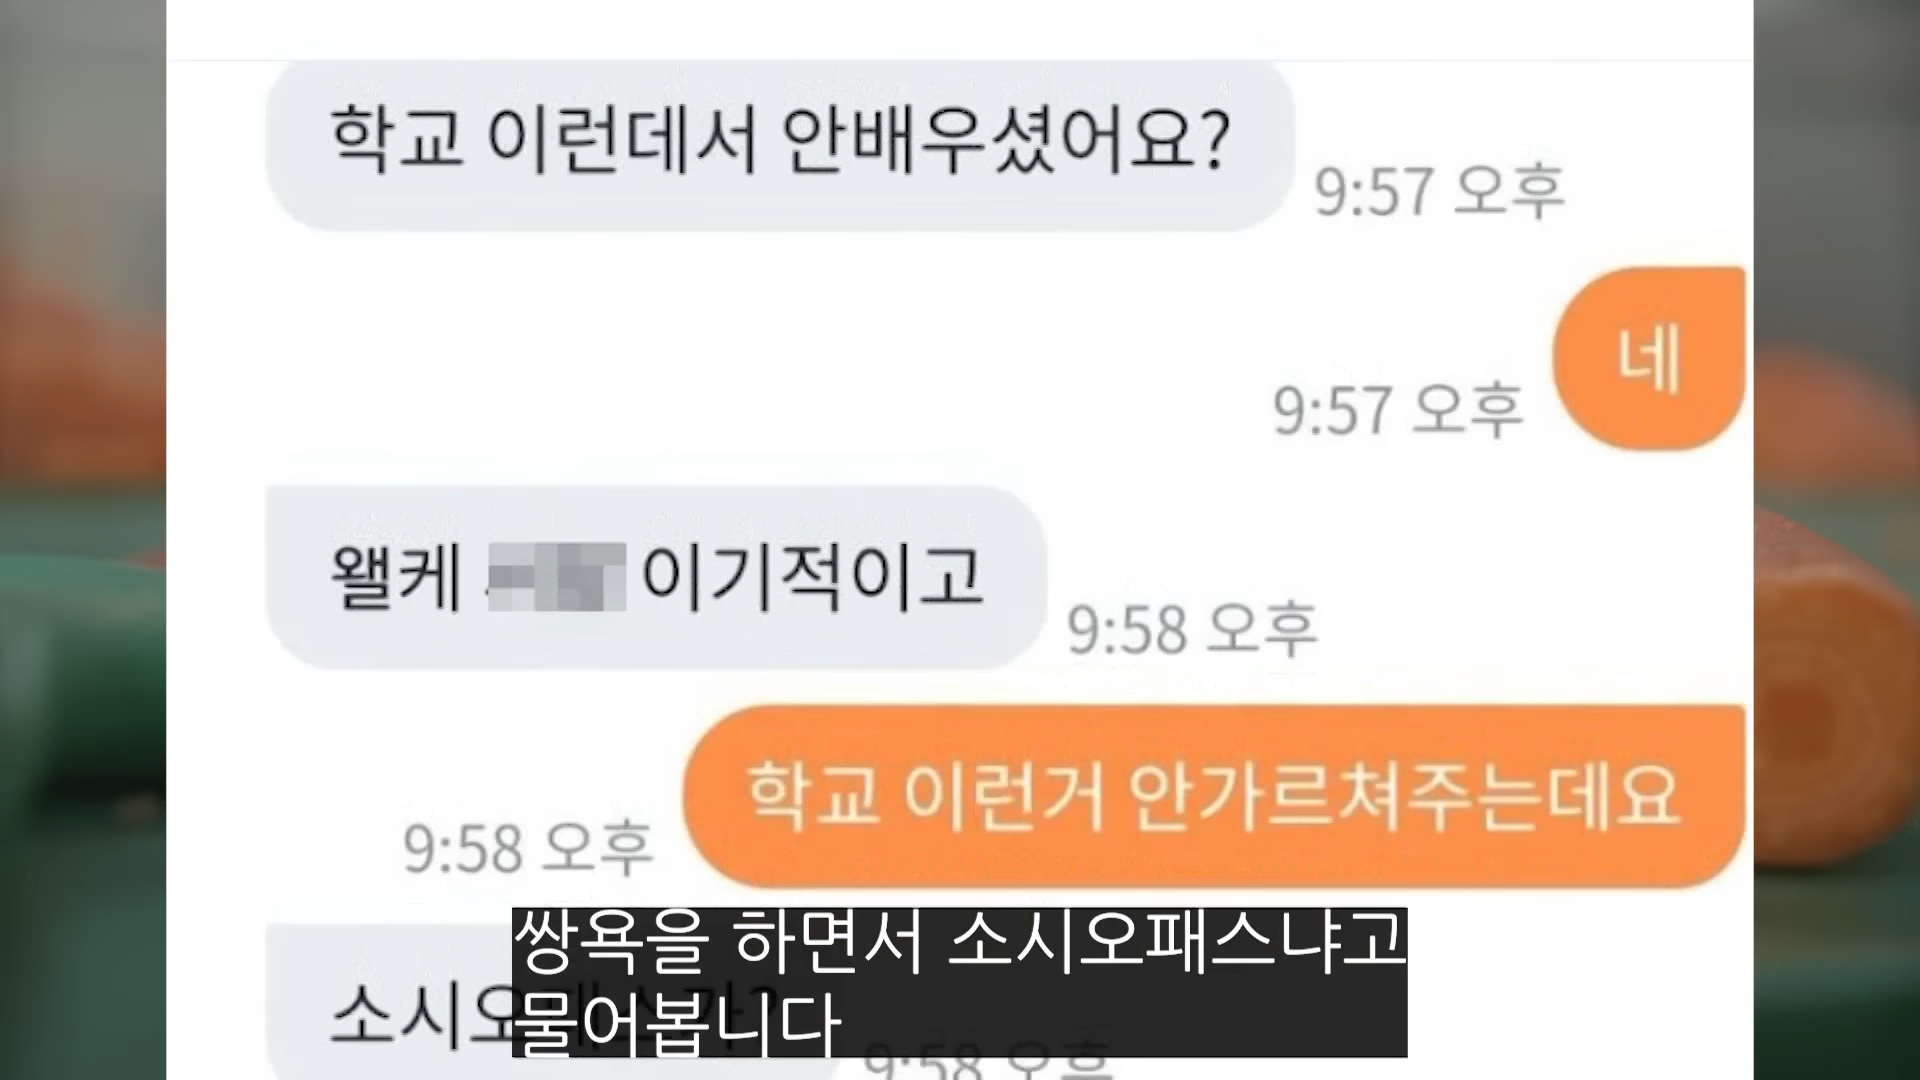 학교 이런데서 안배우셨어요?
9:57 오후
네
9:57 오후
왤케 이기적이고
9:58 오후
학교 이런거 안가르쳐주는데요
9:58 오후
쌍욕을 하면서 소시오패스냐고
물어봅니다
9:58 오후